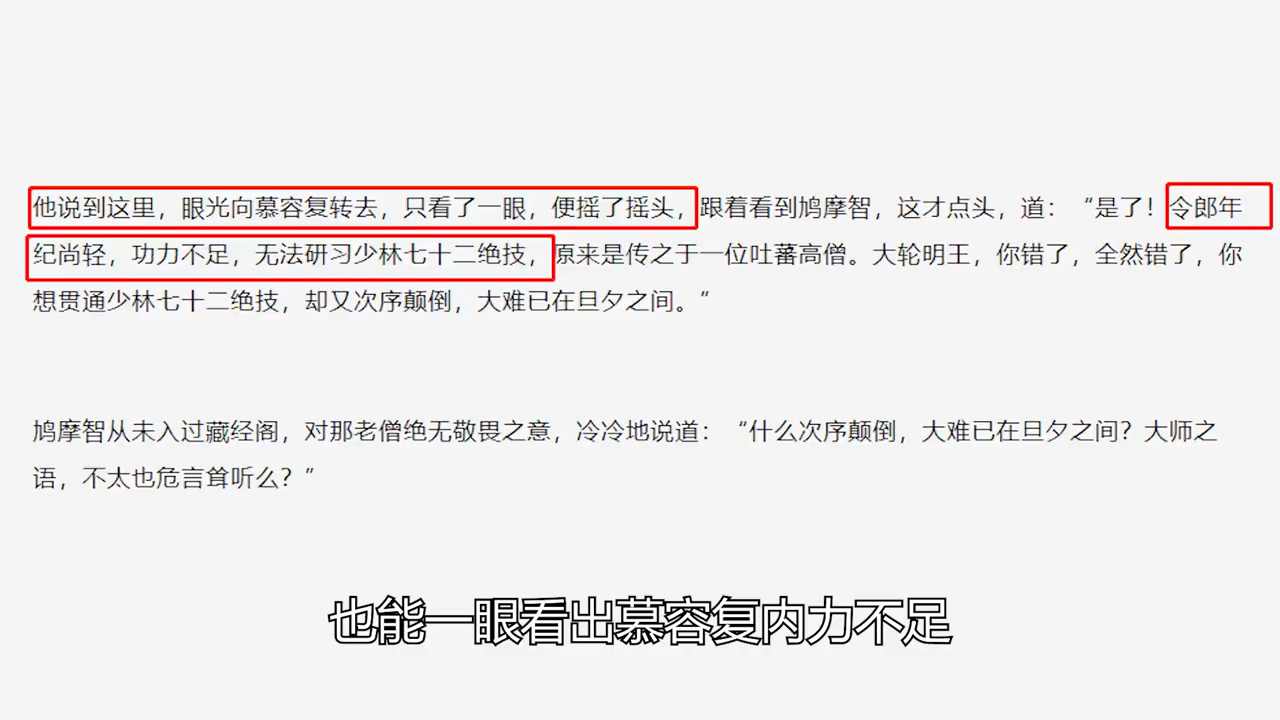 他说到这里，眼光向慕容复转去，只看了一眼，便摇了摇头，跟着看到鸠摩智，这才点头，道：“是了！令郎年
纪尚轻，功力不足，无法研习少林七十二绝技，原来是传之于一位吐蕃高僧。大轮明王，你错了，全然错了，你
想贯通少林七十二绝技，却又次序颠倒，大难已在旦夕之间。”
鸠摩智从未入过藏经阁，对那老僧绝无敬畏之意，冷冷地说道：“什么次序颠倒，大难已在旦夕之间？大师之
语，不太也危言耸听么？”
也能一眼看出慕容复内力不足